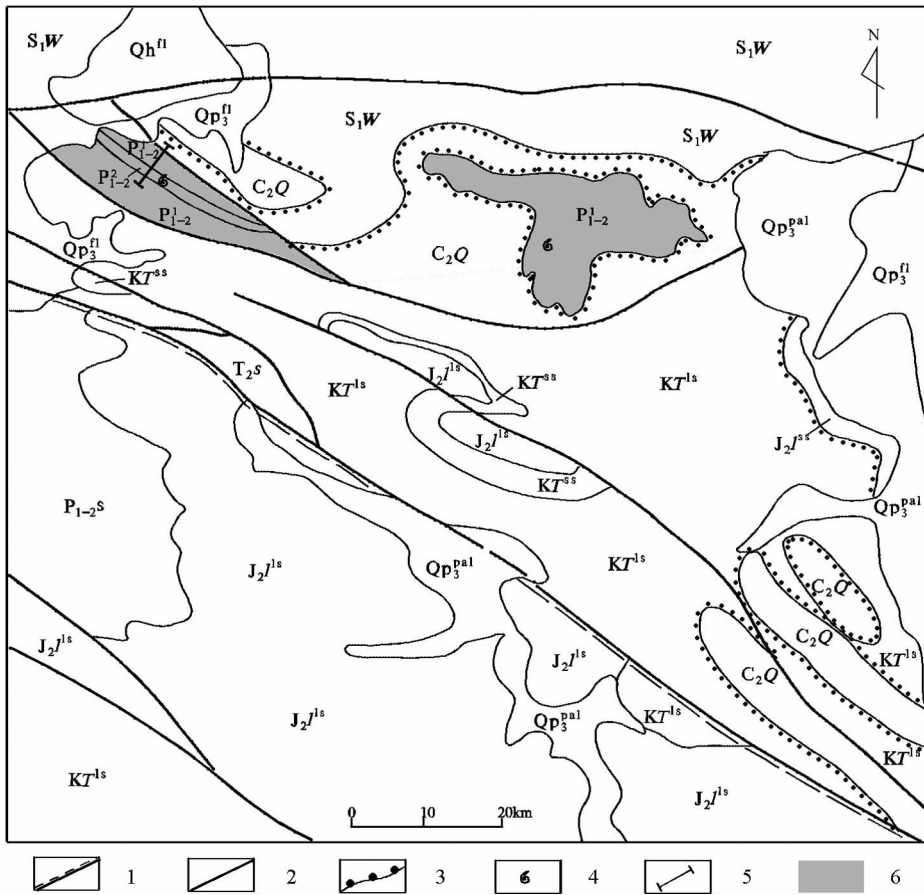 S₁W
Qhᶠˡ
S₁W
N
Qp₃ᶠˡ
S₁W
S₁W
P₁₋₂¹
P₁₋₂²
C₂Q
P₁₋₂¹
Qp₃ᵖᵃˡ
Qp₃ᶠˡ
C₂Q
Qp₃ᶠˡ
KTˢˢ
T₂s
KTˡˢ
J₂lˡˢ
KTˢˢ
KTˡˢ
J₂lˡˢ
J₂lˢˢ
KTˢˢ
P₁₋₂s
Qp₃ᵖᵃˡ
J₂lˡˢ
Qp₃ᵖᵃˡ
KTˡˢ
C₂Q
C₂Q
KTˡˢ
J₂lˡˢ
J₂lˡˢ
C₂Q
J₂lˡˢ
Qp₃ᵖᵃˡ
KTˡˢ
KTˡˢ
KTˡˢ
J₂lˡˢ
0 10 20km
1 2 3 4 5 6